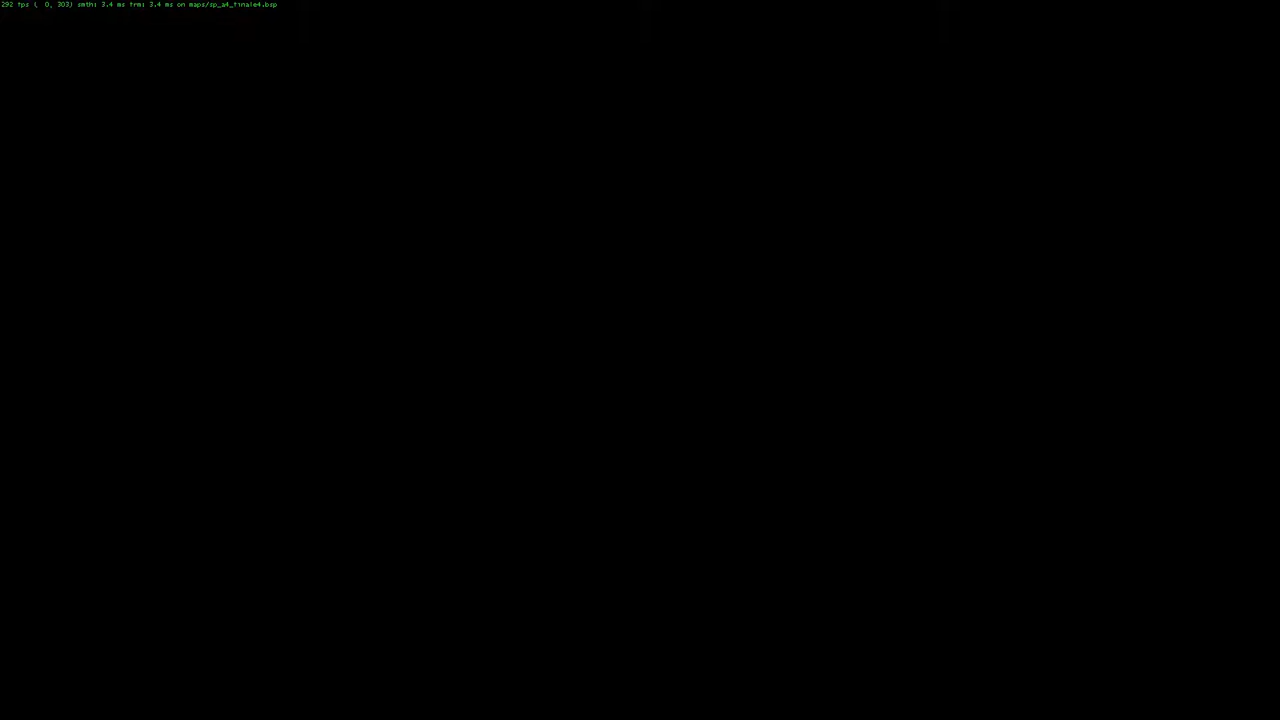 292 fps (  0, 303) smth: 3.4 ms frm: 3.4 ms on maps/sp_a4_finale4.bsp